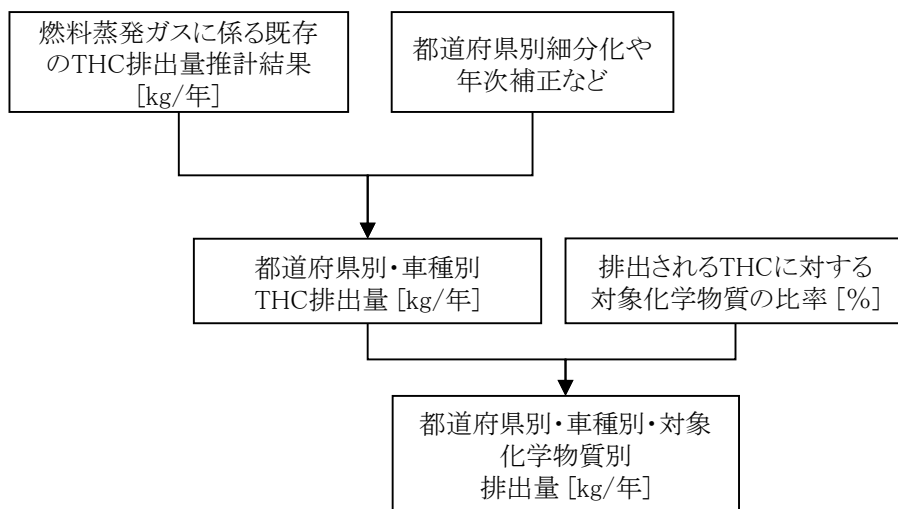 燃料蒸発ガスに係る既存
のTHC排出量推計結果
[kg/年]
都道府県別細分化や
年次補正など
都道府県別・車種別
THC排出量 [kg/年]
排出されるTHCに対する
対象化学物質の比率 [%]
都道府県別・車種別・対象
化学物質別
排出量 [kg/年]